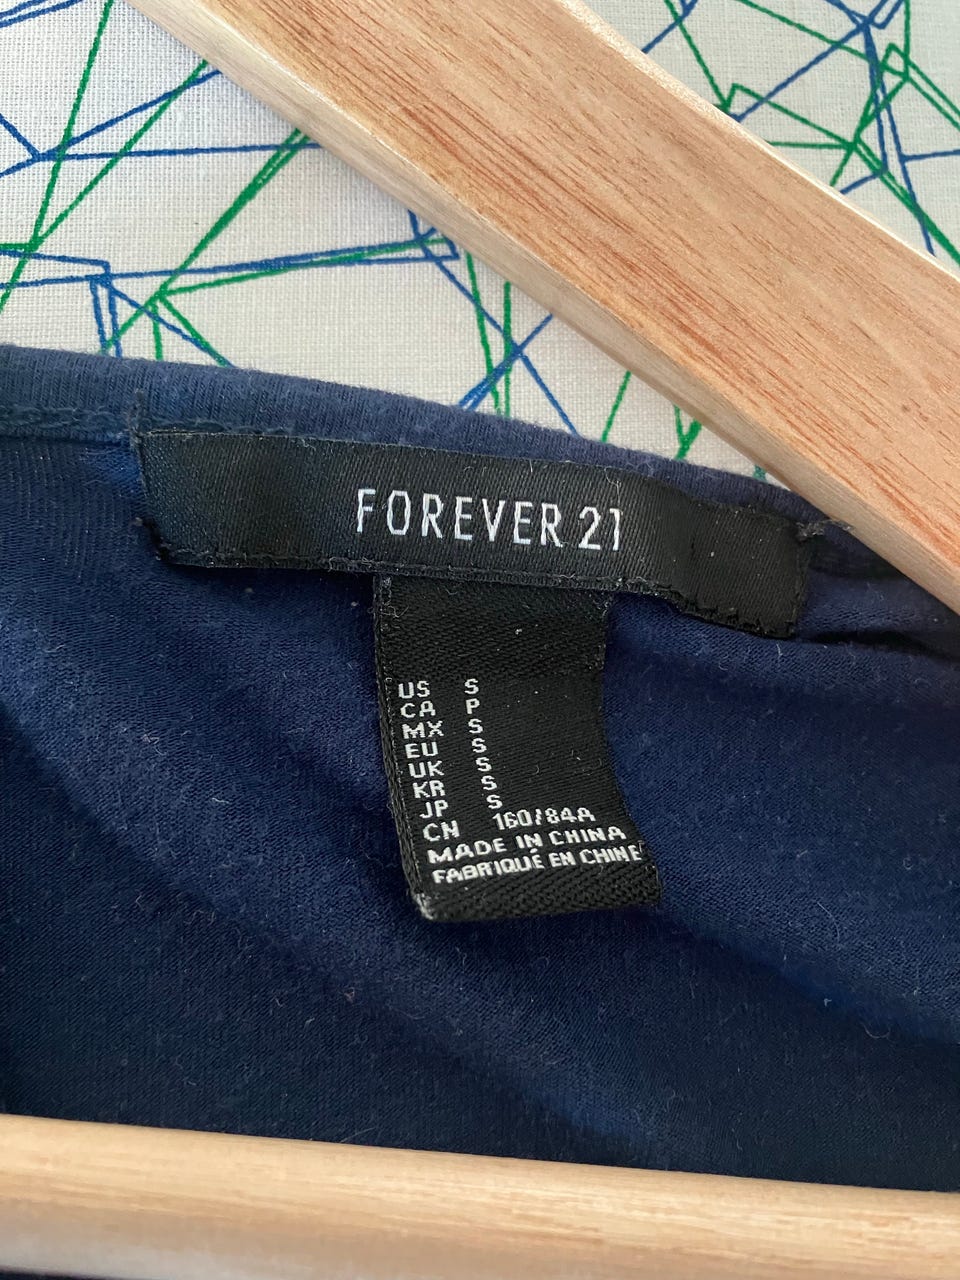 FOREVER 21
US S
CA P
MX S
EU S
UK S
KR S
JP S
CN 160/84A
MADE IN CHINA
FABRIQUÉ EN CHINE